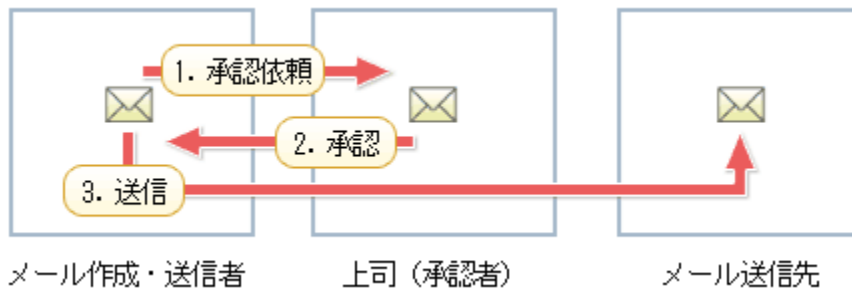 1. 承認依頼
2. 承認
3. 送信
メール作成・送信者
上司（承認者）
メール送信先